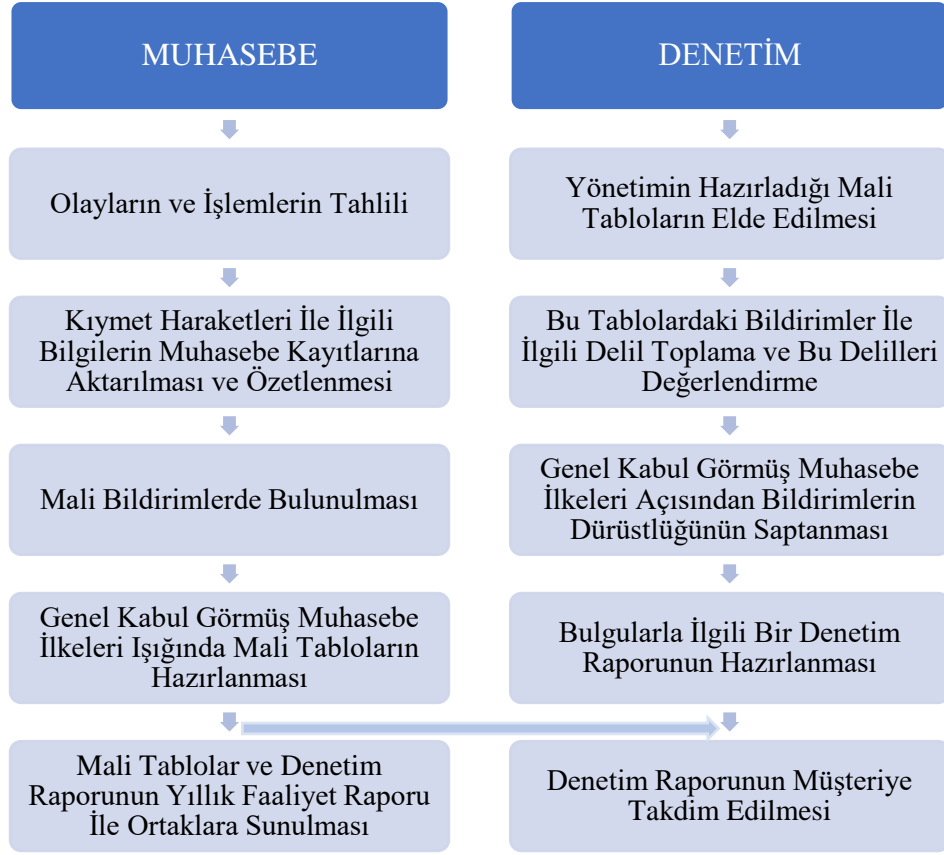 MUHASEBE
Olayların ve İşlemlerin Tahlili
Kıymet Haraketleri İle İlgili
Bilgilerin Muhasebe Kayıtlarına
Aktarılması ve Özetlenmesi
Mali Bildirimlerde Bulunulması
Genel Kabul Görmüş Muhasebe
İlkeleri Işığında Mali Tabloların
Hazırlanması
Mali Tablolar ve Denetim
Raporunun Yıllık Faaliyet Raporu
İle Ortaklara Sunulması
DENETİM
Yönetimin Hazırladığı Mali
Tabloların Elde Edilmesi
Bu Tablolardaki Bildirimler İle
İlgili Delil Toplama ve Bu Delilleri
Değerlendirme
Genel Kabul Görmüş Muhasebe
İlkeleri Açısından Bildirimlerin
Dürüstlüğünün Saptanması
Bulgularla İlgili Bir Denetim
Raporunun Hazırlanması
Denetim Raporunun Müşteriye
Takdim Edilmesi